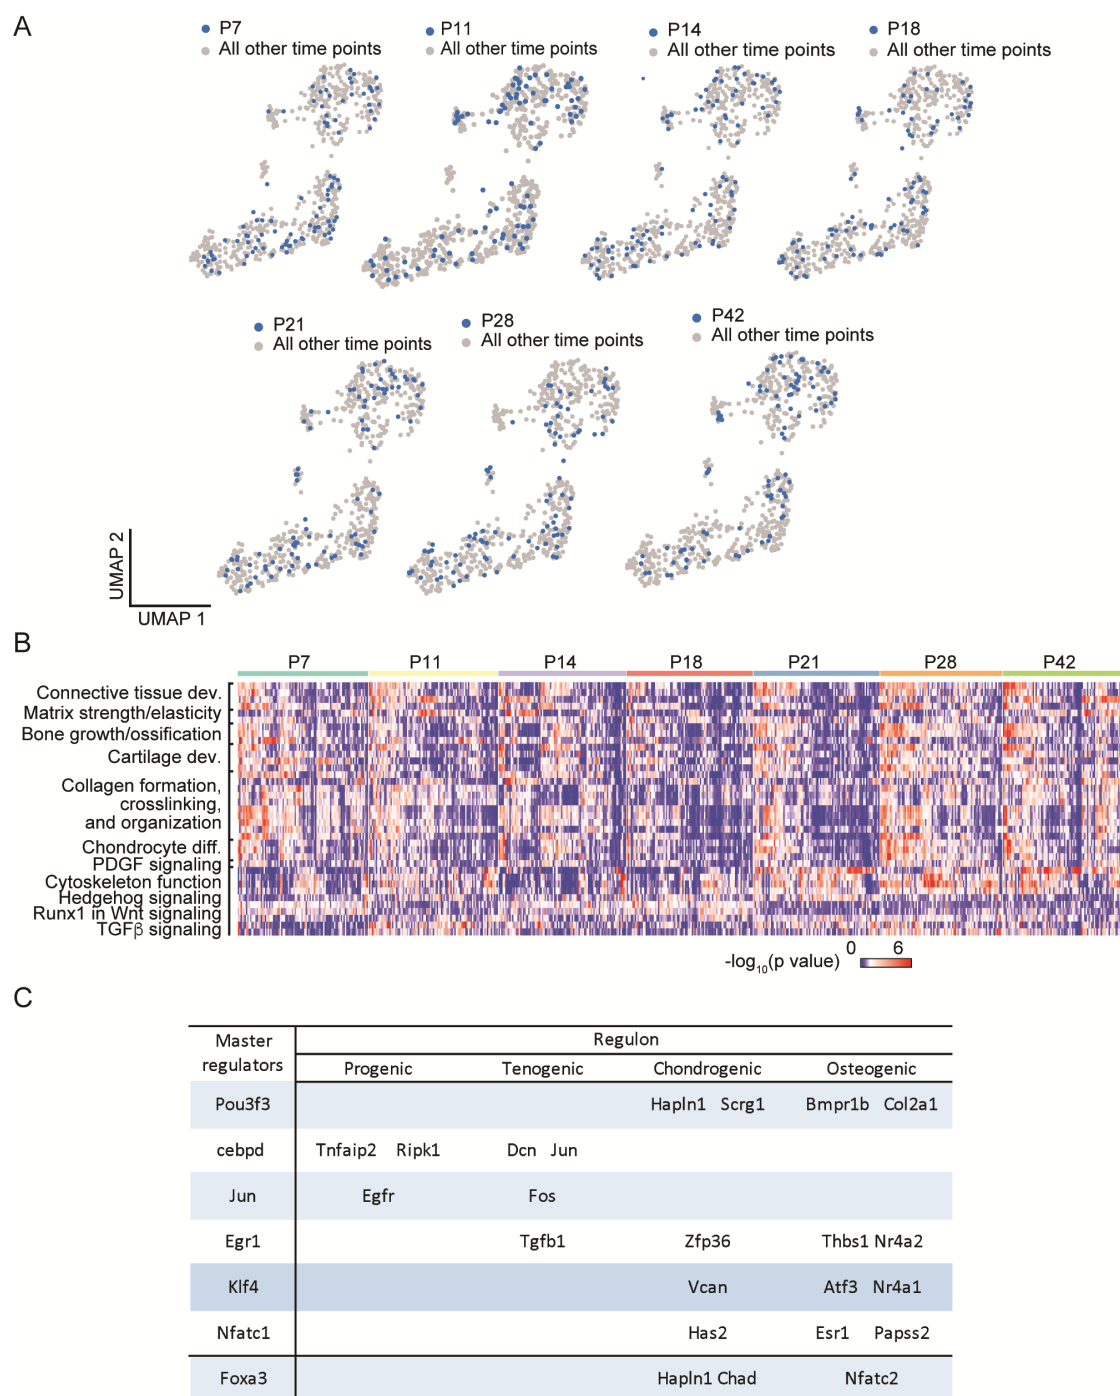 A
P7
All other time points
P11
All other time points
P14
All other time points
P18
All other time points
P21
All other time points
P28
All other time points
P42
All other time points
UMAP 2
UMAP 1
B
P7 P11 P14 P18 P21 P28 P42
Connective tissue dev.
Matrix strength/elasticity
Bone growth/ossification
Cartilage dev.
Collagen formation,
crosslinking,
and organization
Chondrocyte diff.
PDGF signaling
Cytoskeleton function
Hedgehog signaling
Runx1 in Wnt signaling
TGFβ signaling
0 6
-log10(p value)
C
Master regulators Regulon
Progenic Tenogenic Chondrogenic Osteogenic
Pou3f3 Hapln1 Scrg1 Bmpr1b Col2a1
cebpd Tnfaip2 Ripk1 Dcn Jun
Jun Egfr Fos
Egr1 Tgfb1 Zfp36 Thbs1 Nr4a2
Klf4 Vcan Atf3 Nr4a1
Nfatc1 Has2 Esr1 Papss2
Foxa3 Hapln1 Chad Nfatc2